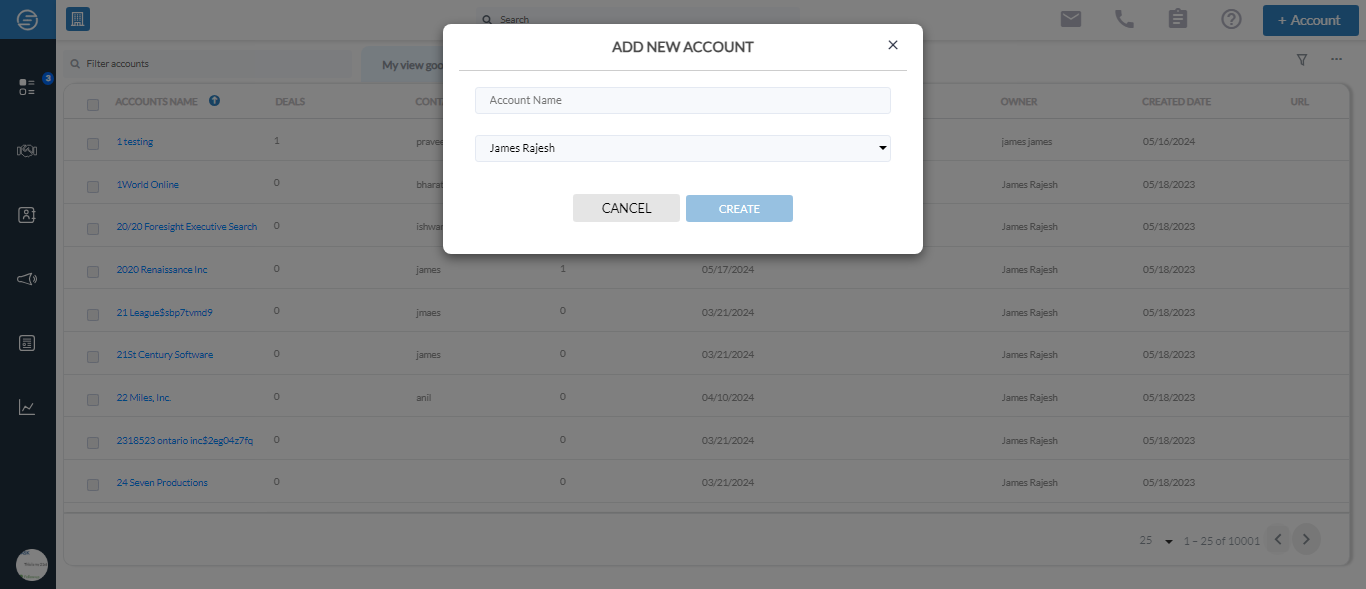 Search
+ Account
ADD NEW ACCOUNT
Filter accounts
My view goo
3
ACCOUNTS NAME DEALS CONT OWNER CREATED DATE URL
Account Name
1 testing 1 pravee james james 05/16/2024
James Rajesh
1World Online 0 bharat James Rajesh 05/18/2023
CANCEL CREATE
20/20 Foresight Executive Search 0 ishwar James Rajesh 05/18/2023
2020 Renaissance Inc 0 james 1 05/17/2024 James Rajesh 05/18/2023
21 League$sbp7tvmd9 0 jmaes 0 03/21/2024 James Rajesh 05/18/2023
21St Century Software 0 james 0 03/21/2024 James Rajesh 05/18/2023
22 Miles, Inc. 0 anil 0 04/10/2024 James Rajesh 05/18/2023
2318523 ontario inc$2eg04z7fq 0 0 03/21/2024 James Rajesh 05/18/2023
24 Seven Productions 0 0 03/21/2024 James Rajesh 05/18/2023
25 1 – 25 of 10001